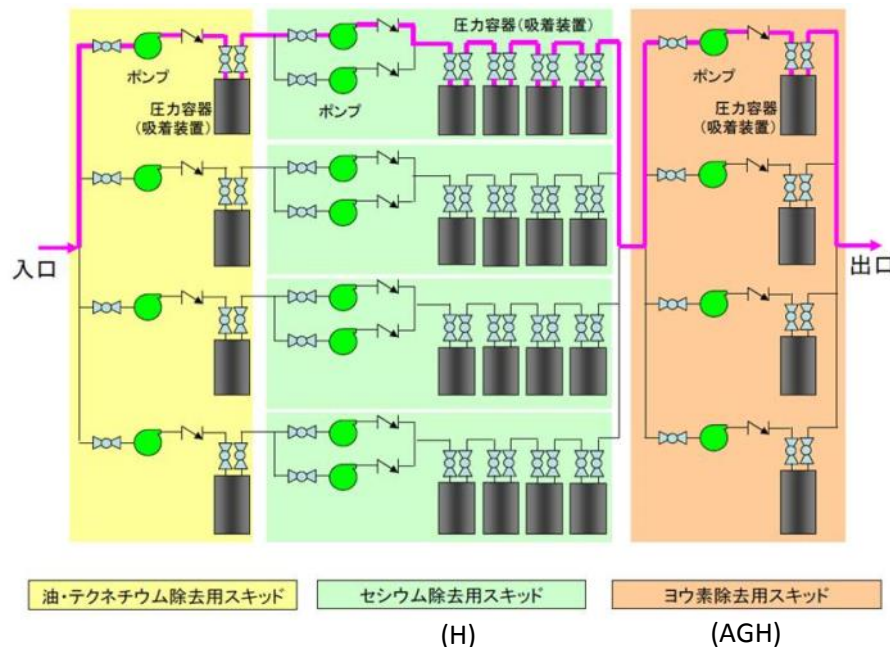 圧力容器(吸着装置)
ポンプ
ポンプ
ポンプ
圧力容器
(吸着装置)
圧力容器
(吸着装置)
入口
出口
油・テクネチウム除去用スキッド
セシウム除去用スキッド
ヨウ素除去用スキッド
(H)
(AGH)